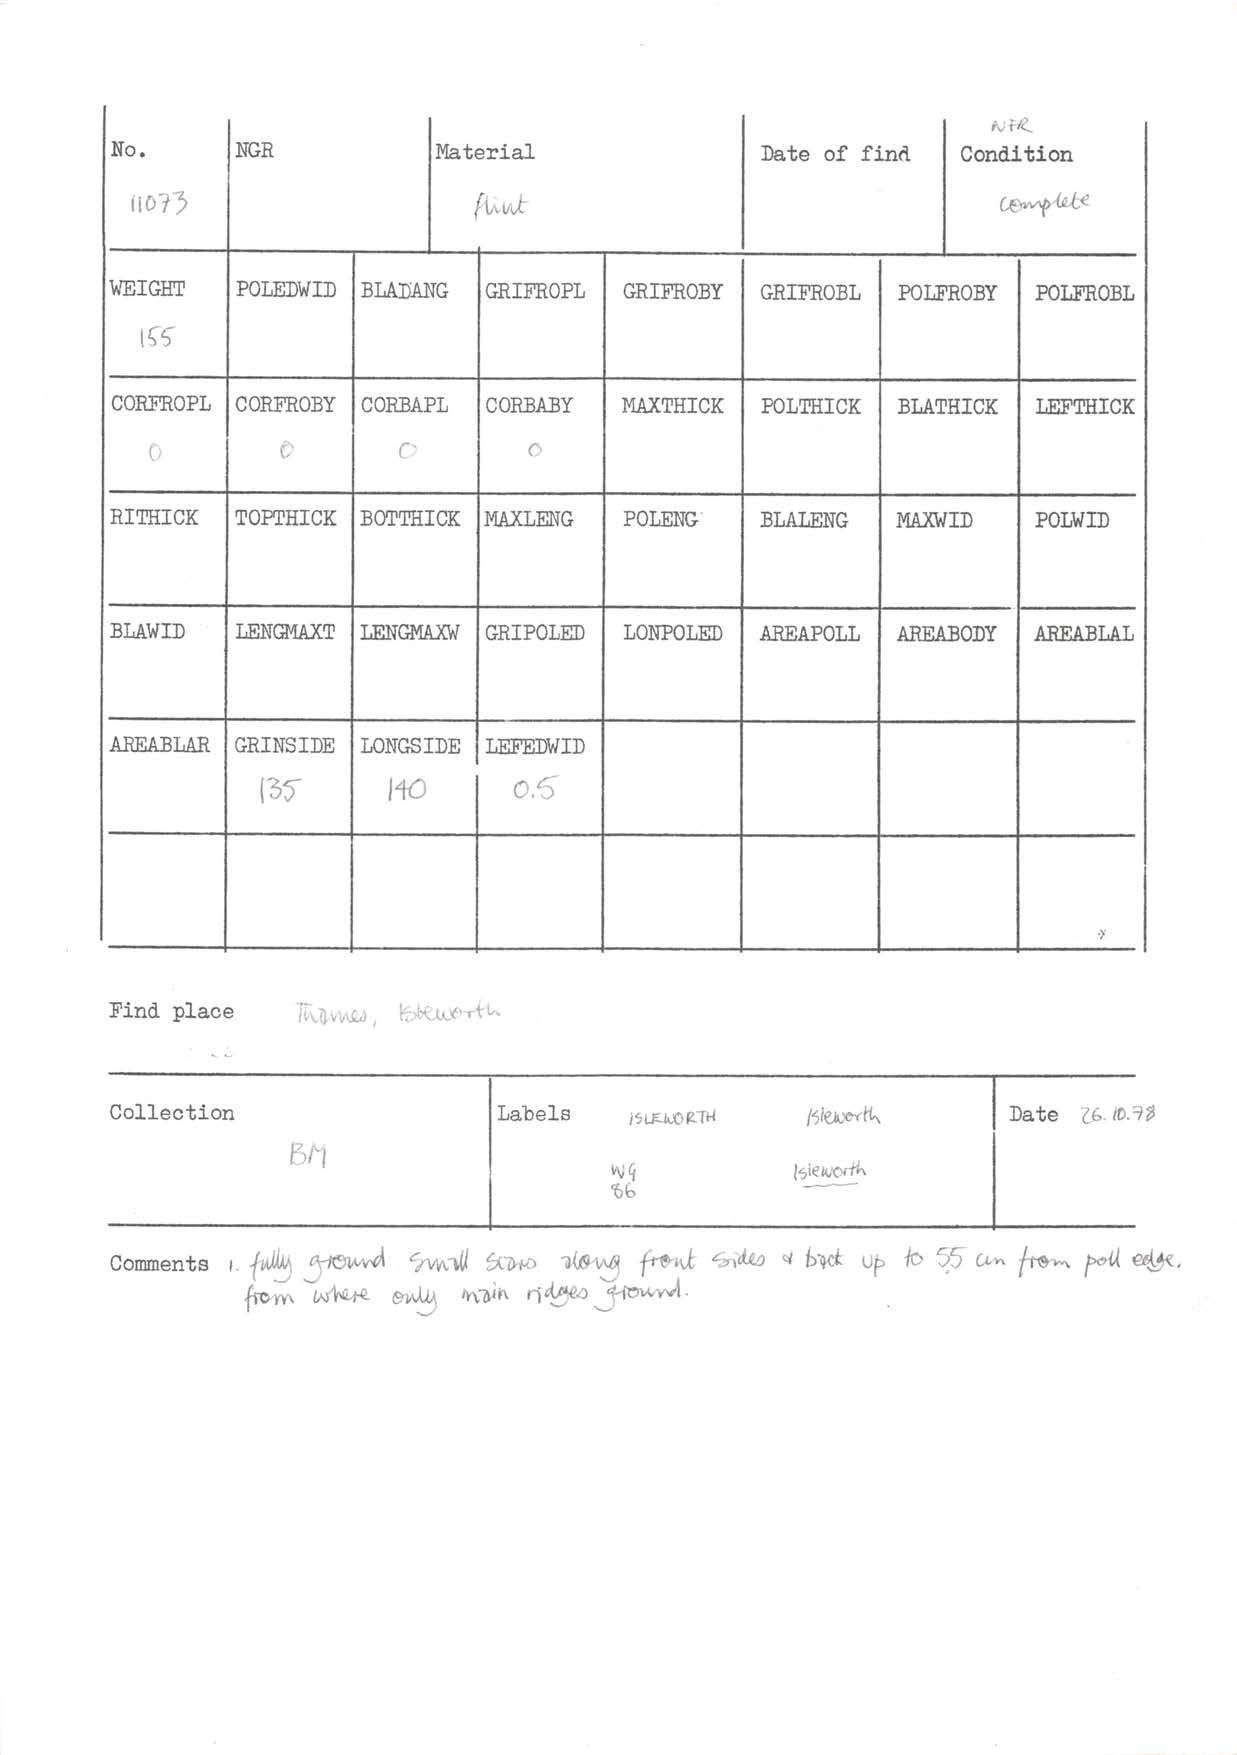 NFR
No. NGR Material Date of find Condition
11073 flint complete
WEIGHT POLEDWID BLADANG GRIFROPL GRIFROBY GRIFROBL POLFROBY POLFROBL
155
CORFROPL CORFROBY CORBAPL CORBABY MAXTHICK POLTHICK BLATHICK LEFTHICK
0 0 0 0
RITHICK TOPTHICK BOTTHICK MAXLENG POLENG BLALENG MAXWID POLWID
BLAWID LENGMAXT LENGMAXW GRIPOLED LONPOLED AREAPOLL AREABODY AREABLAL
AREABLAR GRINSIDE LONGSIDE LEFEDWID
135 140 0.5
Find place Thames, Isleworth
Collection Labels ISLEWORTH Isleworth Date 26.10.78
BM WG Isleworth
86
Comments 1. fully ground small scars along front sides & back up to 5.5 cm from poll edge.
from where only main ridges ground.